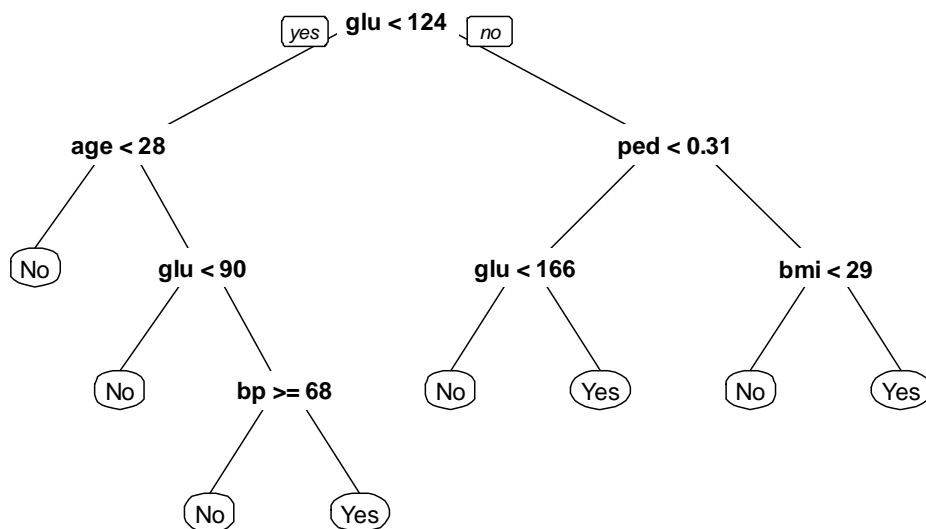 yes glu < 124 no
age < 28 ped < 0.31
No glu < 90 glu < 166 bmi < 29
No bp >= 68 No Yes No Yes
No Yes